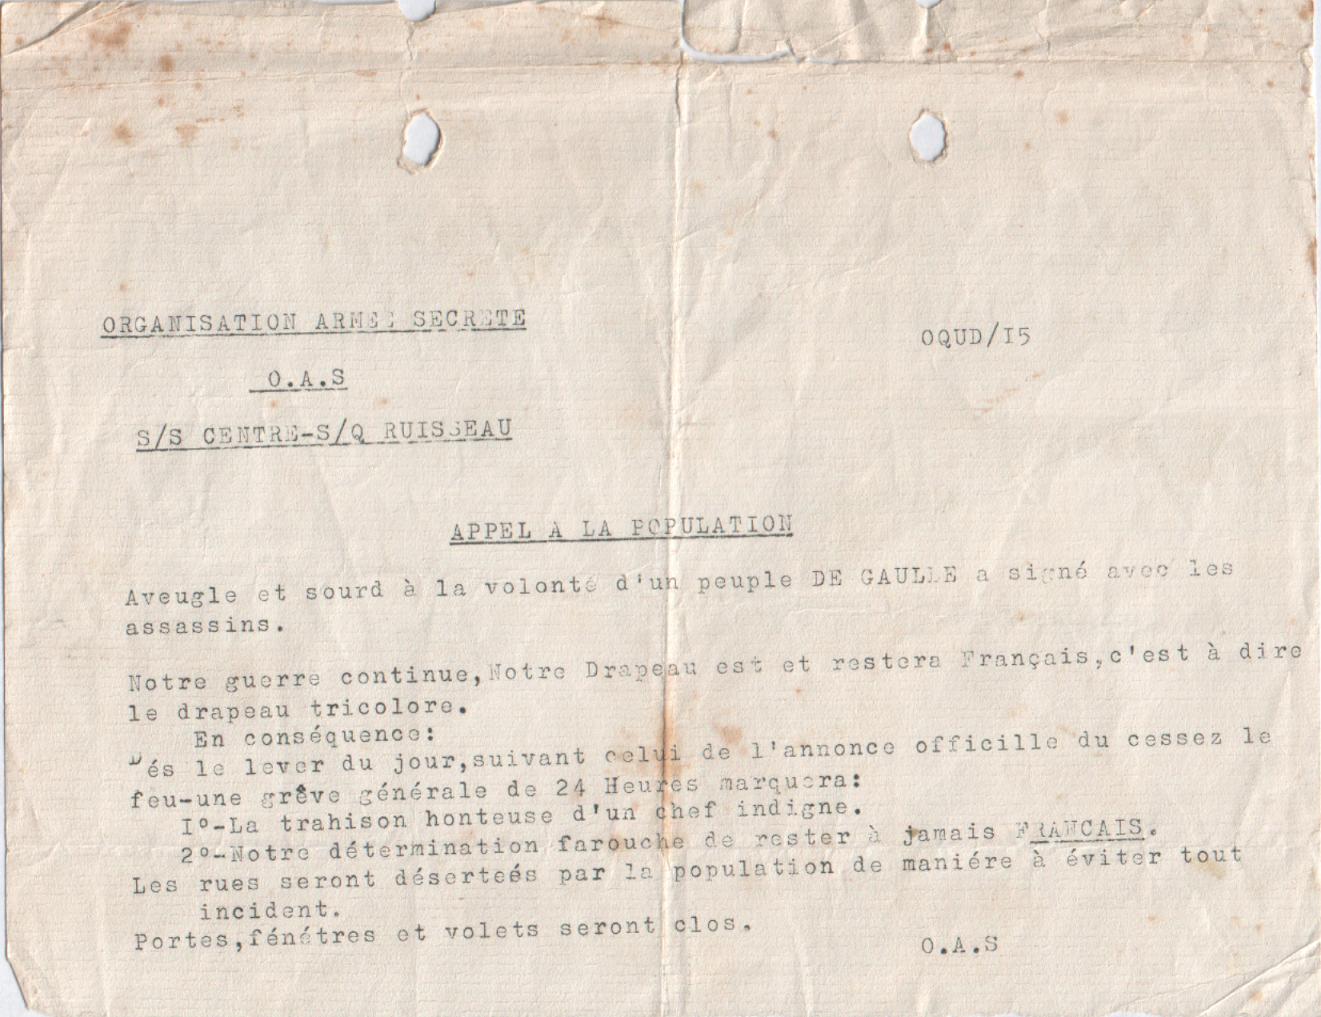 ORGANISATION ARMEE SECRETE
OQUD/I5
O.A.S
S/S CENTRE-S/Q RUISSEAU
APPEL A LA POPULATION
Aveugle et sourd à la volonté d'un peuple DE GAULLE a signé avec les
assassins.
Notre guerre continue,Notre Drapeau est et restera Français,c'est à dire
le drapeau tricolore.
En conséquence:
Dés le lever du jour,suivant celui de l'annonce officille du cessez le
feu-une grêve générale de 24 Heures marquera:
I°-La trahison honteuse d'un chef indigne.
2°-Notre détermination farouche de rester à jamais FRANCAIS.
Les rues seront déserteés par la population de maniére à éviter tout
incident.
Portes,fénétres et volets seront clos.
O.A.S